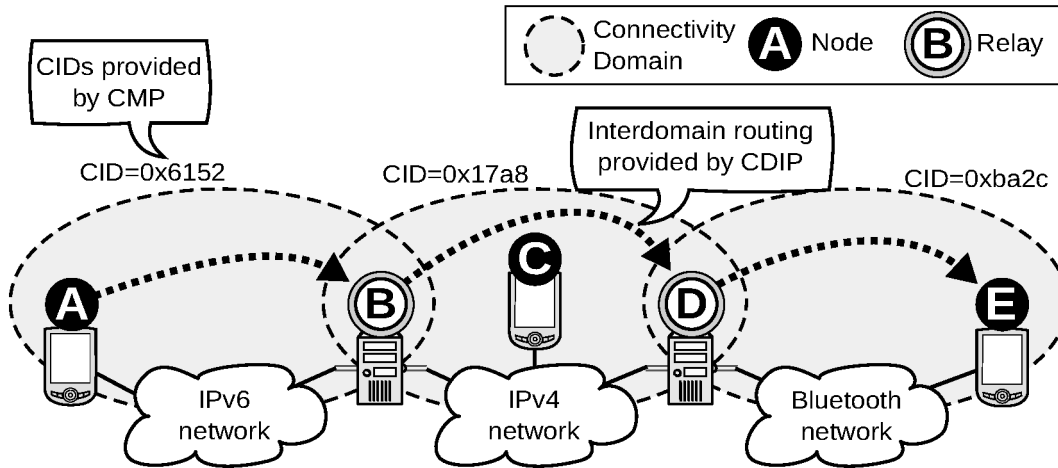 Connectivity
Domain
A
Node
B
Relay
CIDs provided
by CMP
Interdomain routing
provided by CDIP
CID=0x6152
CID=0x17a8
CID=0xba2c
A
B
C
D
E
IPv6
network
IPv4
network
Bluetooth
network